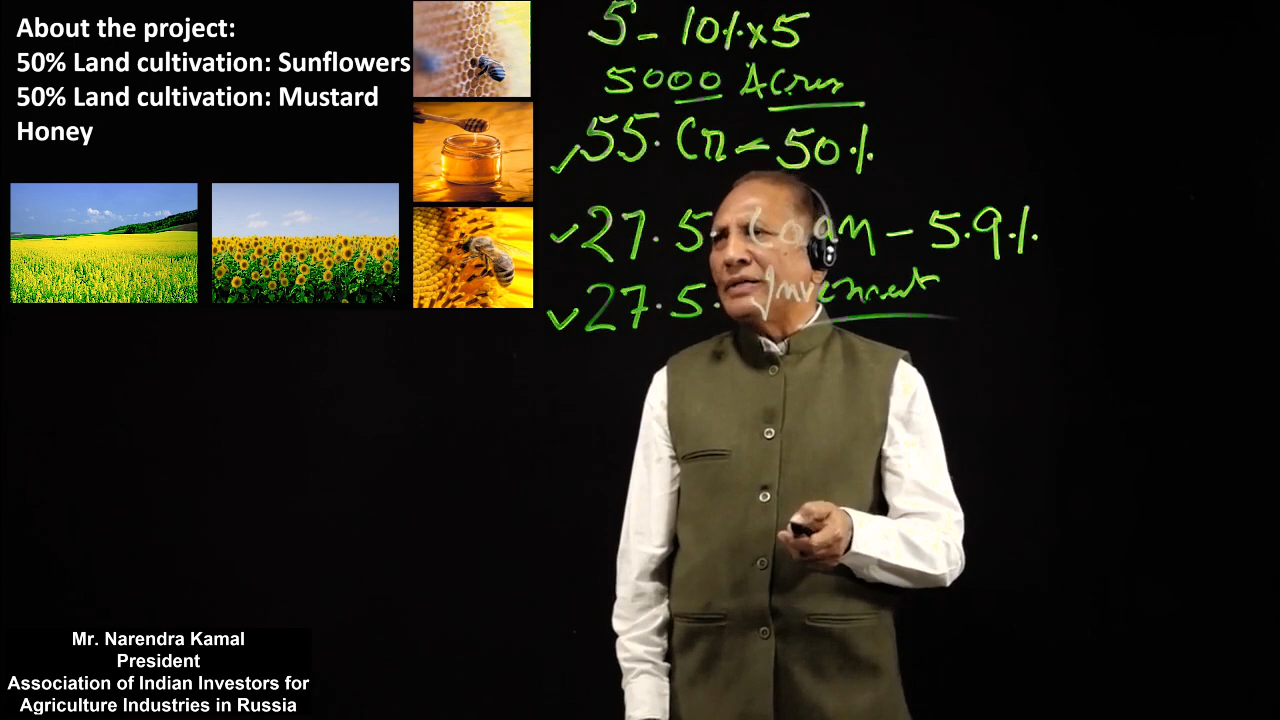 About the project:
50% Land cultivation: Sunflowers
50% Land cultivation: Mustard
Honey
5 - 10%x5
5000 Acres
55. Cr - 50%
27.5 Loan - 5.9%
27.5.
Mr. Narendra Kamal
President
Association of Indian Investors for
Agriculture Industries in Russia